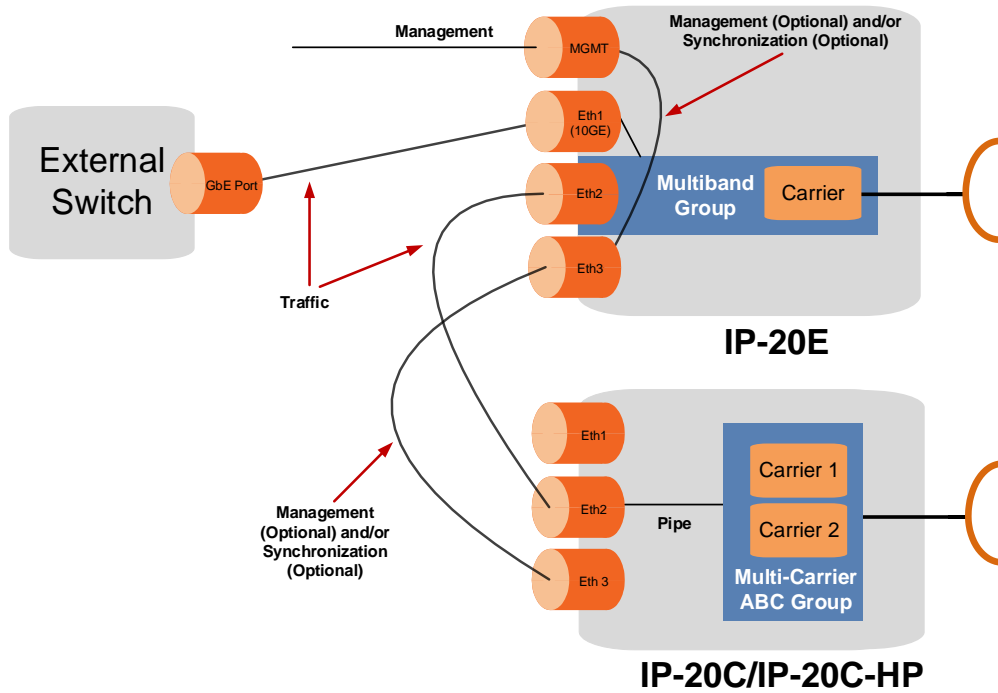 Management
MGMT
Management (Optional) and/or
Synchronization (Optional)
External
Switch
GbE Port
Eth1
(10GE)
Eth2
Eth3
Multiband
Group
Carrier
Traffic
IP-20E
Eth1
Eth2
Eth 3
Pipe
Carrier 1
Carrier 2
Multi-Carrier
ABC Group
Management
(Optional) and/or
Synchronization
(Optional)
IP-20C/IP-20C-HP